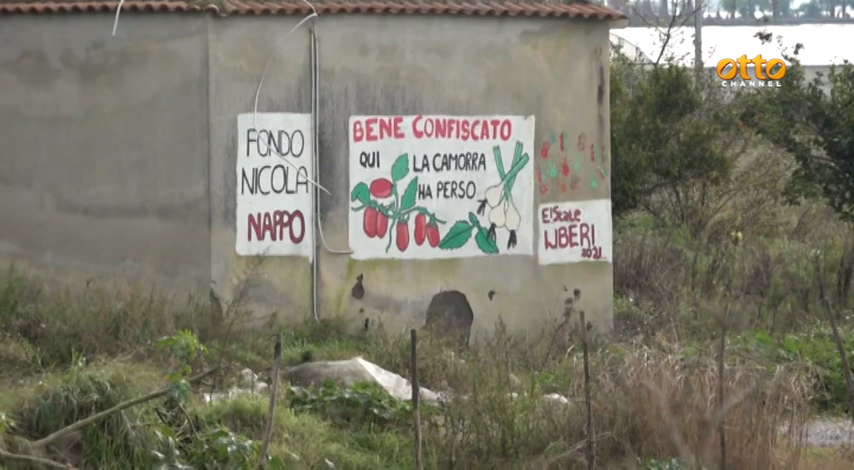 otto
CHANNEL
FONDO
NICOLA
NAPPO
BENE CONFISCATO
QUI LA CAMORRA
HA PERSO
E!State
LIBERI
2021